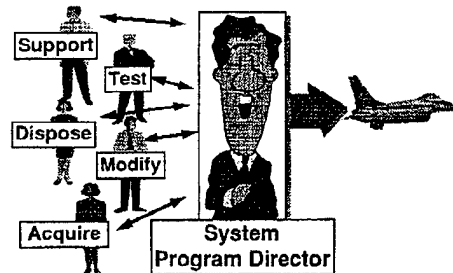 Support
Test
Dispose
Modify
Acquire
System
Program Director